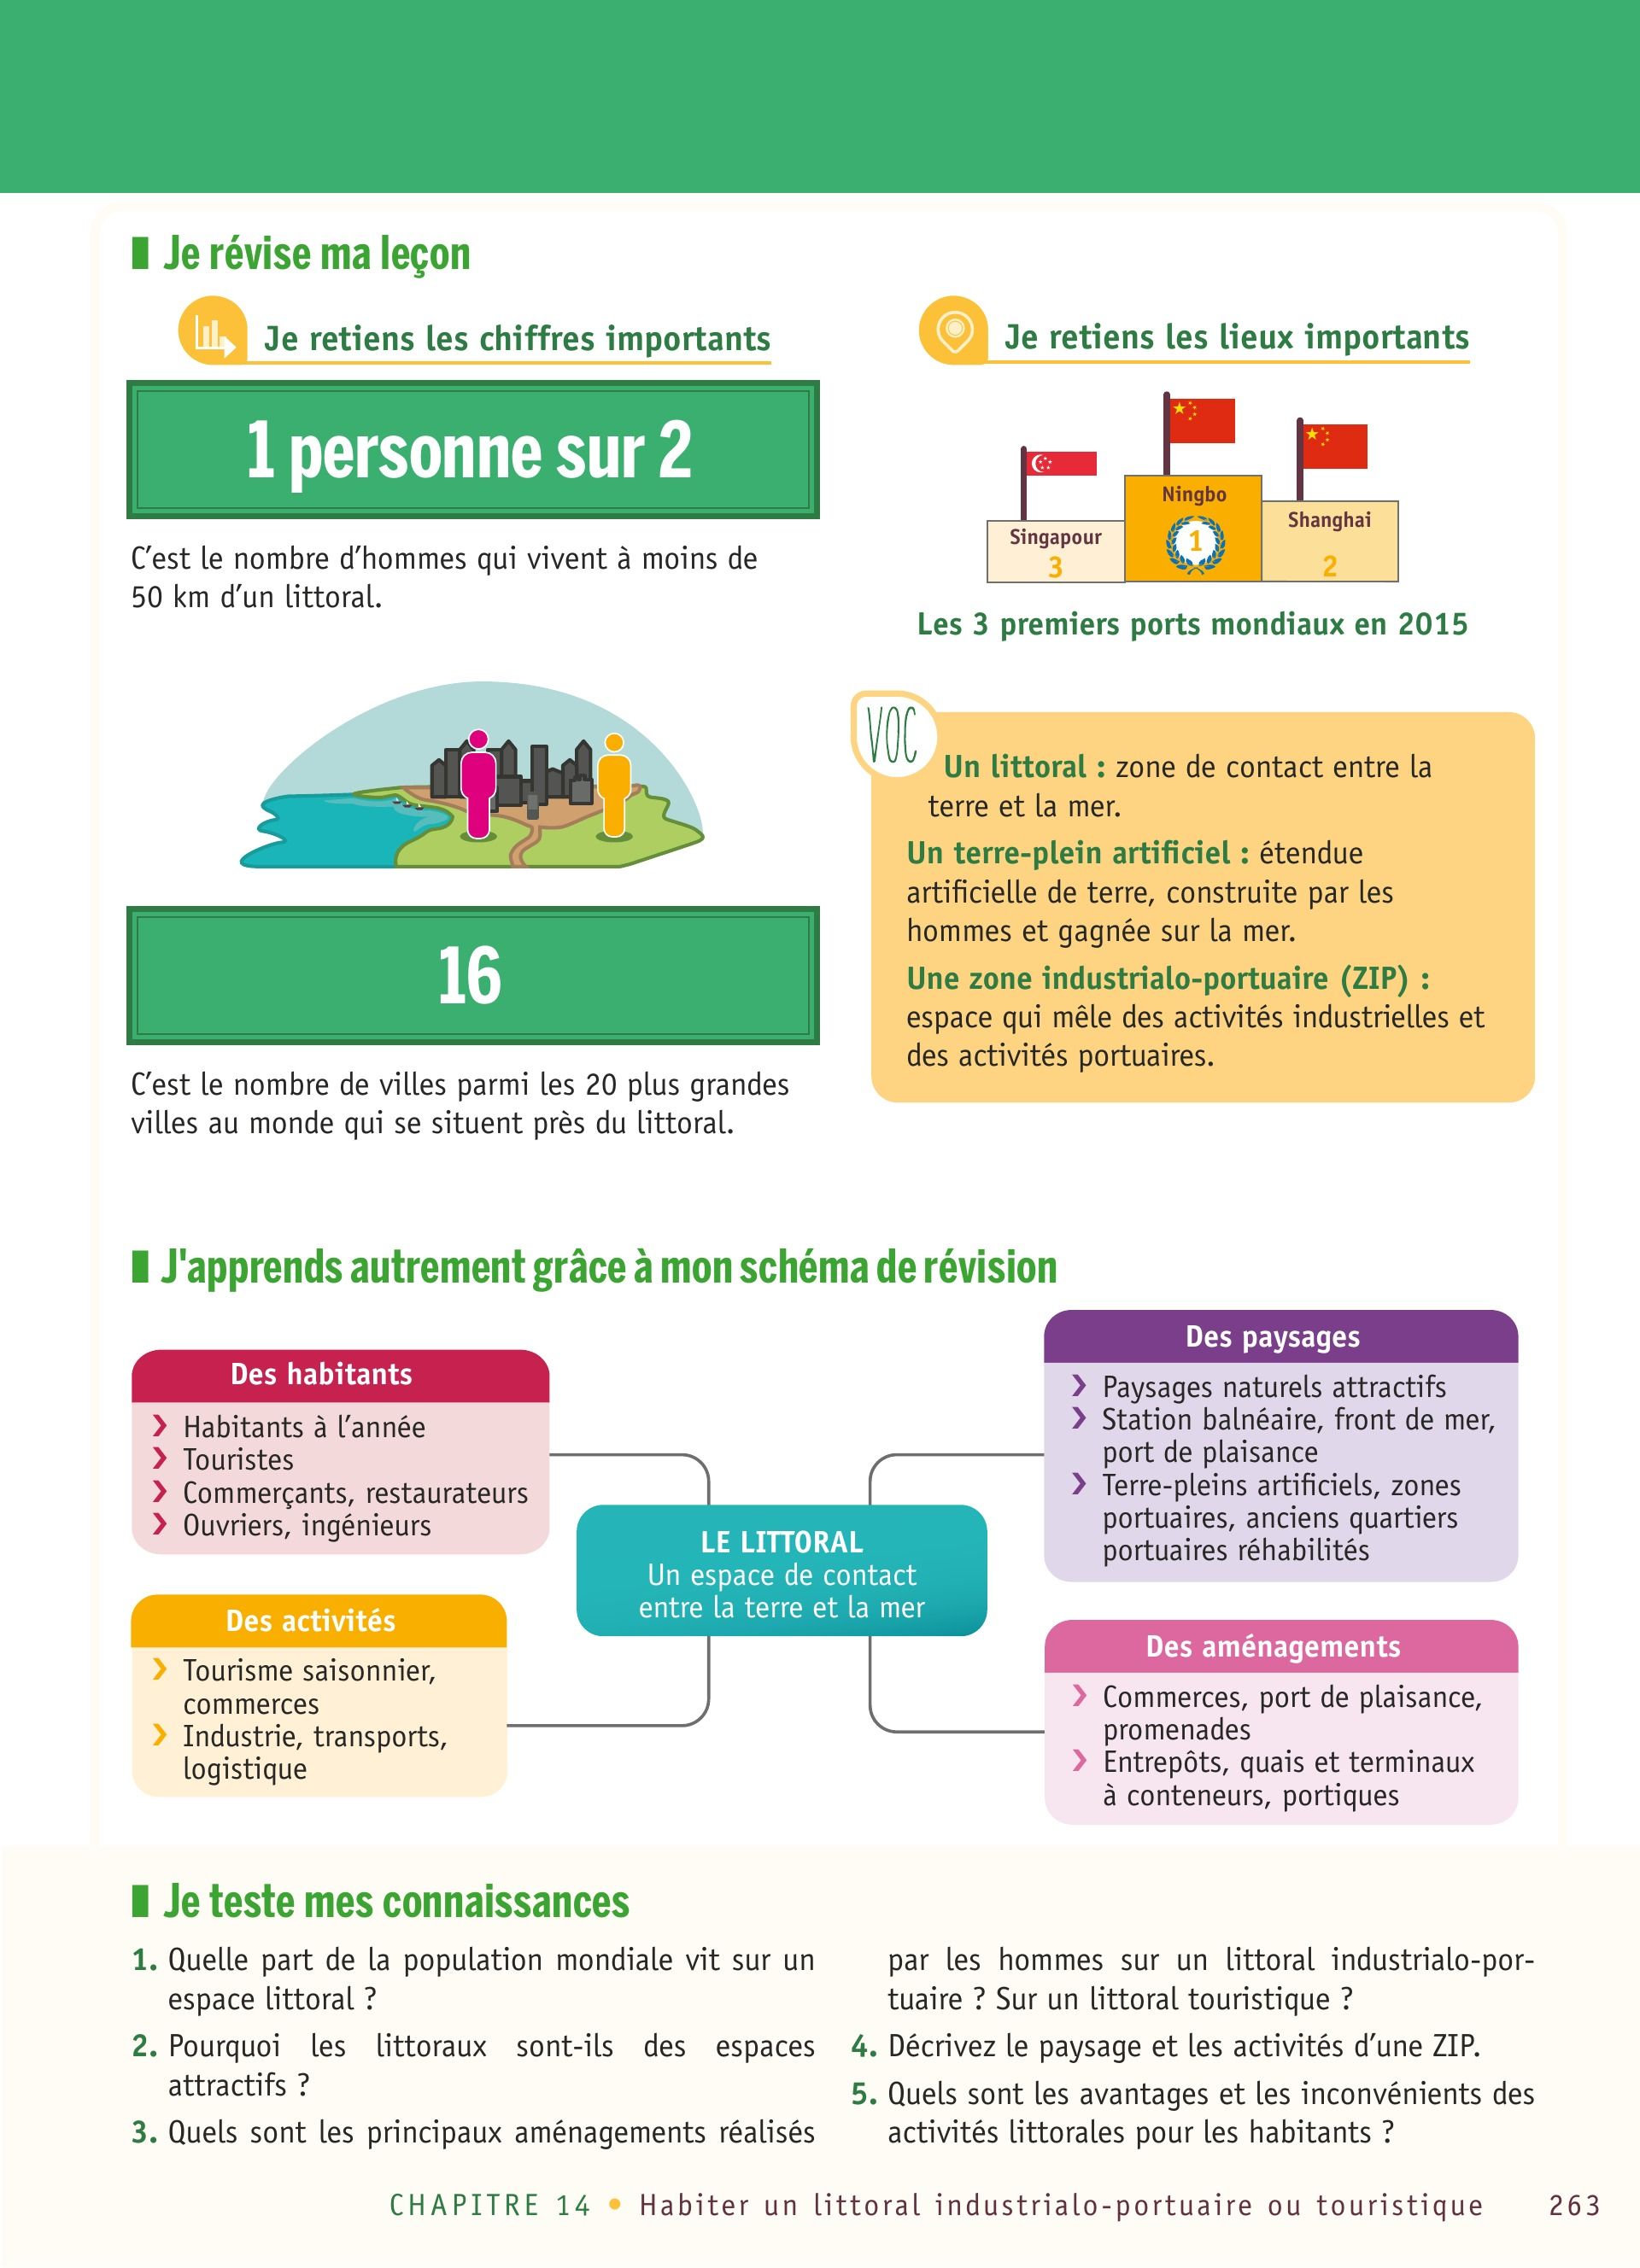 Je révise ma leçon
Je retiens les chiffres importants
1 personne sur 2
C’est le nombre d’hommes qui vivent à moins de
50 km d’un littoral.
16
C’est le nombre de villes parmi les 20 plus grandes
villes au monde qui se situent près du littoral.
Je retiens les lieux importants
Ningbo
1
Shanghai
2
Singapour
3
Les 3 premiers ports mondiaux en 2015
VOC
Un littoral : zone de contact entre la
terre et la mer.
Un terre-plein artificiel : étendue
artificielle de terre, construite par les
hommes et gagnée sur la mer.
Une zone industrialo-portuaire (ZIP) :
espace qui mêle des activités industrielles et
des activités portuaires.
J'apprends autrement grâce à mon schéma de révision
Des habitants
› Habitants à l’année
› Touristes
› Commerçants, restaurateurs
› Ouvriers, ingénieurs
Des activités
› Tourisme saisonnier,
commerces
› Industrie, transports,
logistique
LE LITTORAL
Un espace de contact
entre la terre et la mer
Des paysages
› Paysages naturels attractifs
› Station balnéaire, front de mer,
port de plaisance
› Terre-pleins artificiels, zones
portuaires, anciens quartiers
portuaires réhabilités
Des aménagements
› Commerces, port de plaisance,
promenades
› Entrepôts, quais et terminaux
à conteneurs, portiques
Je teste mes connaissances
1. Quelle part de la population mondiale vit sur un
espace littoral ?
2. Pourquoi les littoraux sont-ils des espaces
attractifs ?
3. Quels sont les principaux aménagements réalisés
par les hommes sur un littoral industrialo-por-
tuaire ? Sur un littoral touristique ?
4. Décrivez le paysage et les activités d’une ZIP.
5. Quels sont les avantages et les inconvénients des
activités littorales pour les habitants ?
CHAPITRE 14 • Habiter un littoral industrialo-portuaire ou touristique 263